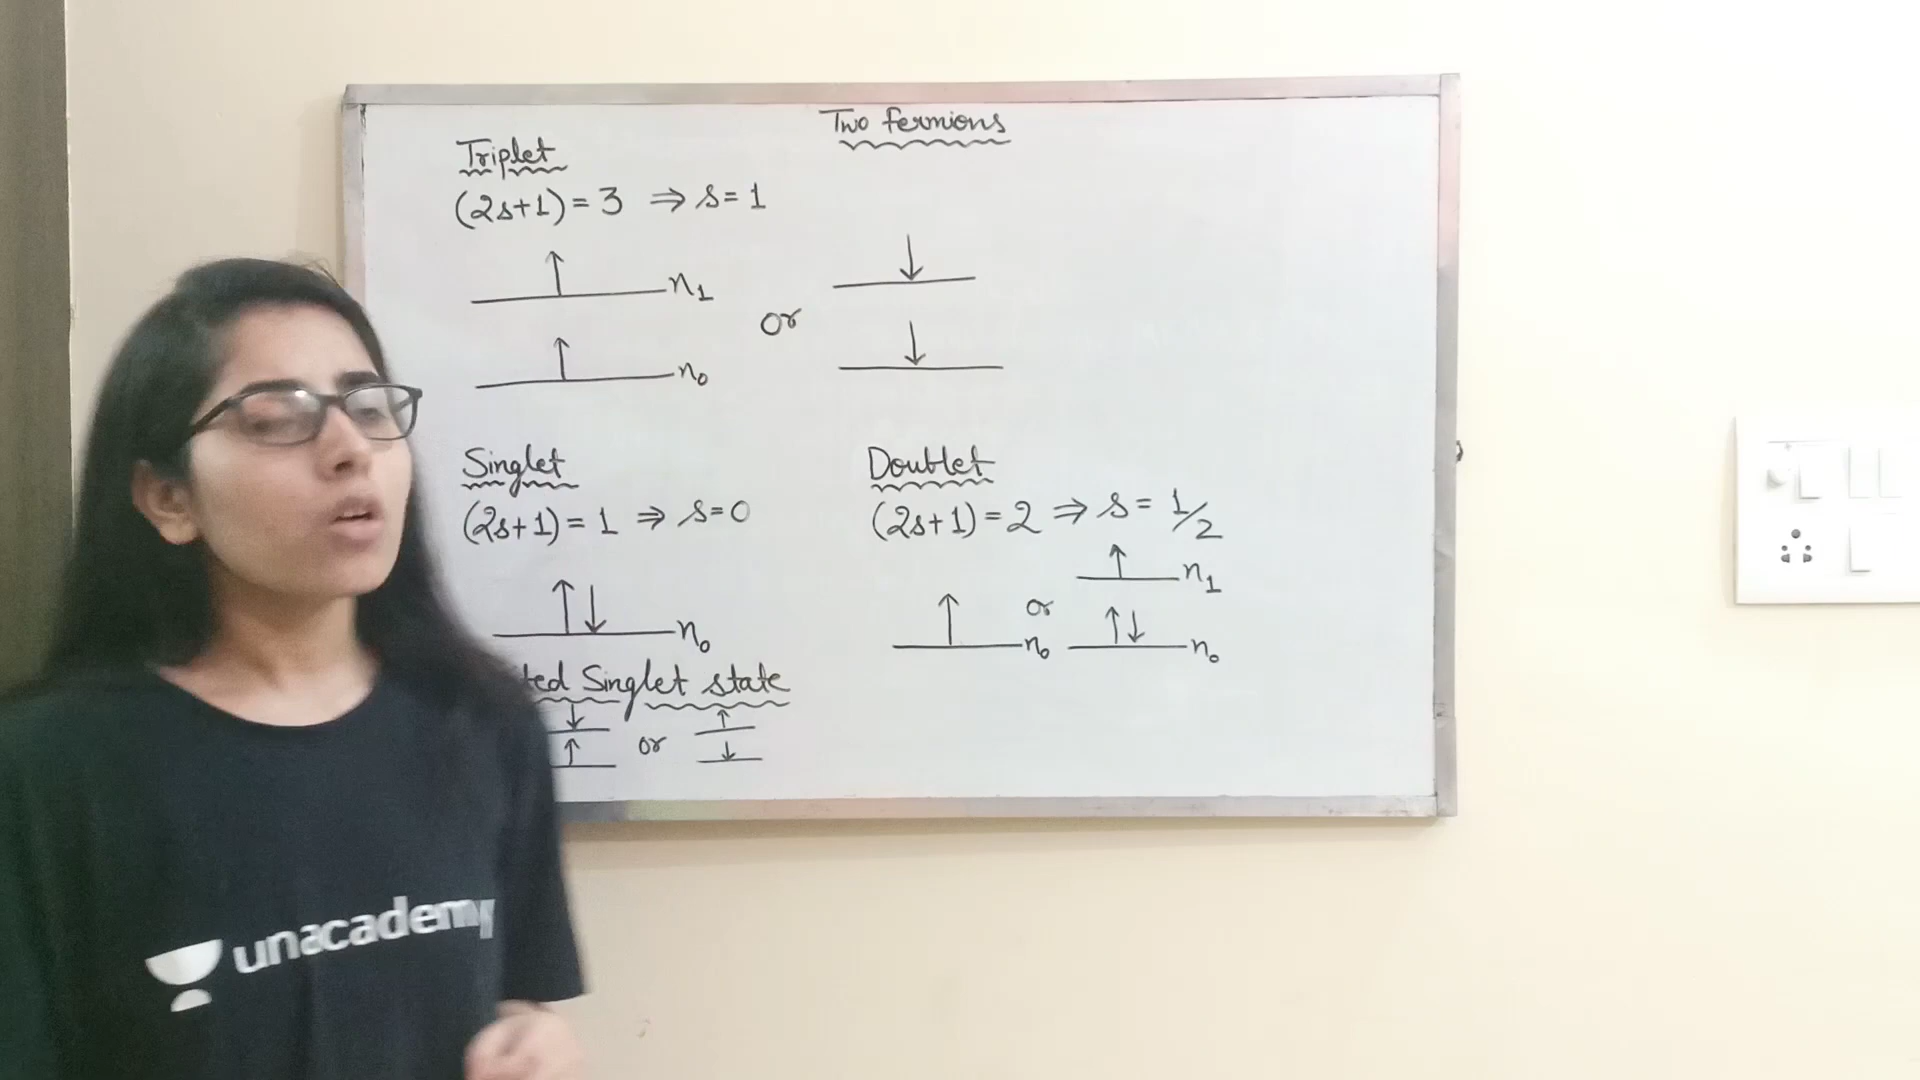 Two fermions
Triplet
(2s+1) = 3 ⇒ s = 1
n₁
n₀
or
Singlet
(2s+1) = 1 ⇒ s=0
n₀
Singlet state
or
Doublet
(2s+1) = 2 ⇒ s = 1/2
n₀
or
n₁
n₀
unacademy